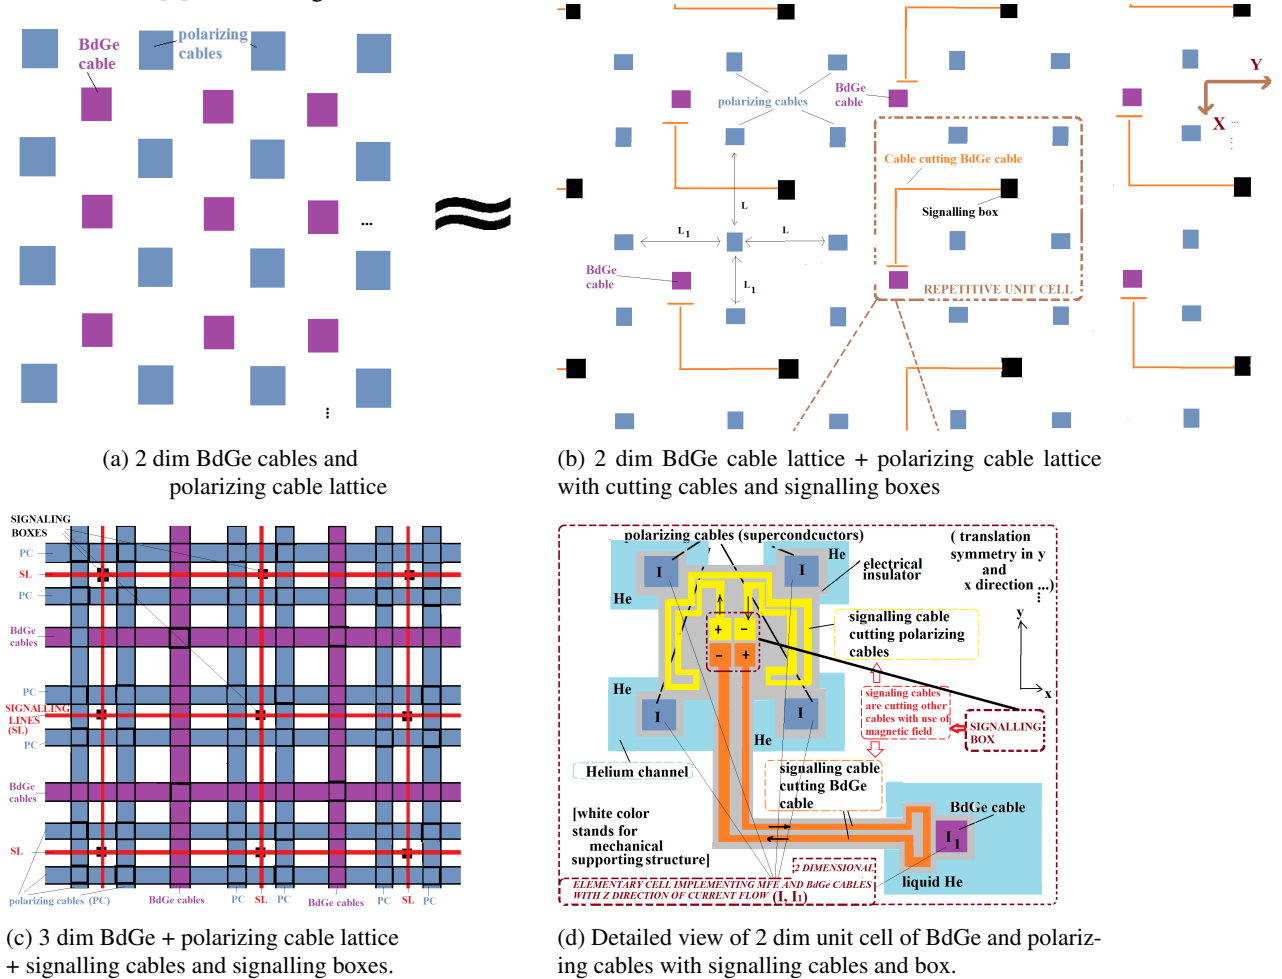 BdGe
cable
polarizing
cables
...
(a) 2 dim BdGe cables and
polarizing cable lattice
polarizing cables
BdGe
cable
Y
X ...
Cable cutting BdGe cable
Signalling box
L
L1
L
L1
BdGe
cable
REPETITIVE UNIT CELL
(b) 2 dim BdGe cable lattice + polarizing cable lattice
with cutting cables and signalling boxes
SIGNALING
BOXES
PC
SL
PC
BdGe
cables
PC
SIGNALLING
LINES
(SL)
PC
BdGe
cables
SL
polarizing cables (PC)
BdGe cables
PC
SL
PC
BdGe cables
PC
SL
PC
(c) 3 dim BdGe + polarizing cable lattice
+ signalling cables and signalling boxes.
polarizing cables (supercondcuctors)
He
I
I
He
electrical
insulator
( translation
symmetry in y
and
x direction ...)
y
x
signalling cable
cutting polarizing
cables
+ -
- +
He
I
I
He
signaling cables
are cutting other
cables with use of
magnetic field
SIGNALLING
BOX
Helium channel
signalling cable
cutting BdGe
cable
BdGe cable
I1
liquid He
[white color
stands for
mechanical
supporting structure]
2 DIMENSIONAL
ELEMENTARY CELL IMPLEMENTING MFE AND BdGe CABLES
WITH Z DIRECTION OF CURRENT FLOW (I, I1)
(d) Detailed view of 2 dim unit cell of BdGe and polariz-
ing cables with signalling cables and box.